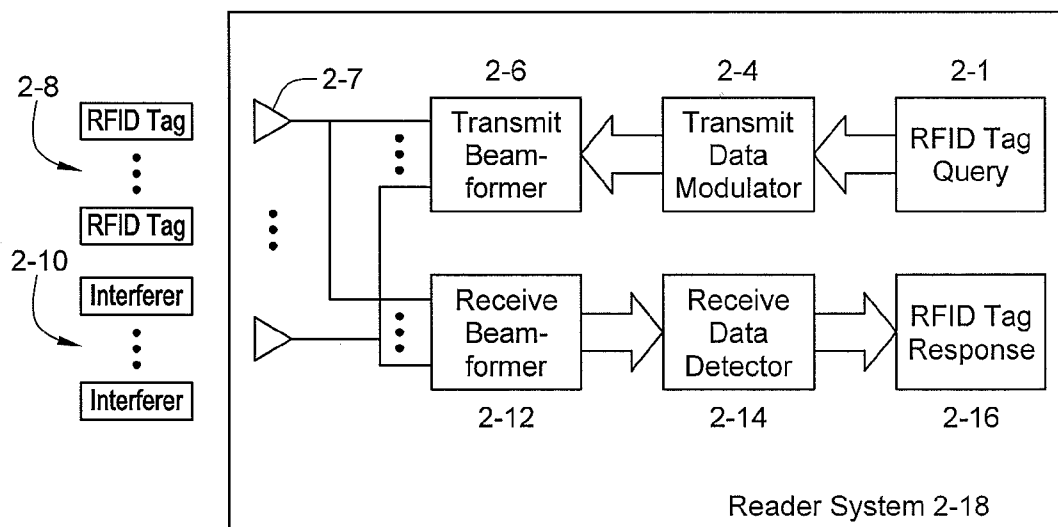 2-8
RFID Tag
RFID Tag
2-10
Interferer
Interferer
2-7
2-6
Transmit
Beam-
former
2-4
Transmit
Data
Modulator
2-1
RFID Tag
Query
Receive
Beam-
former
2-12
Receive
Data
Detector
2-14
RFID Tag
Response
2-16
Reader System 2-18